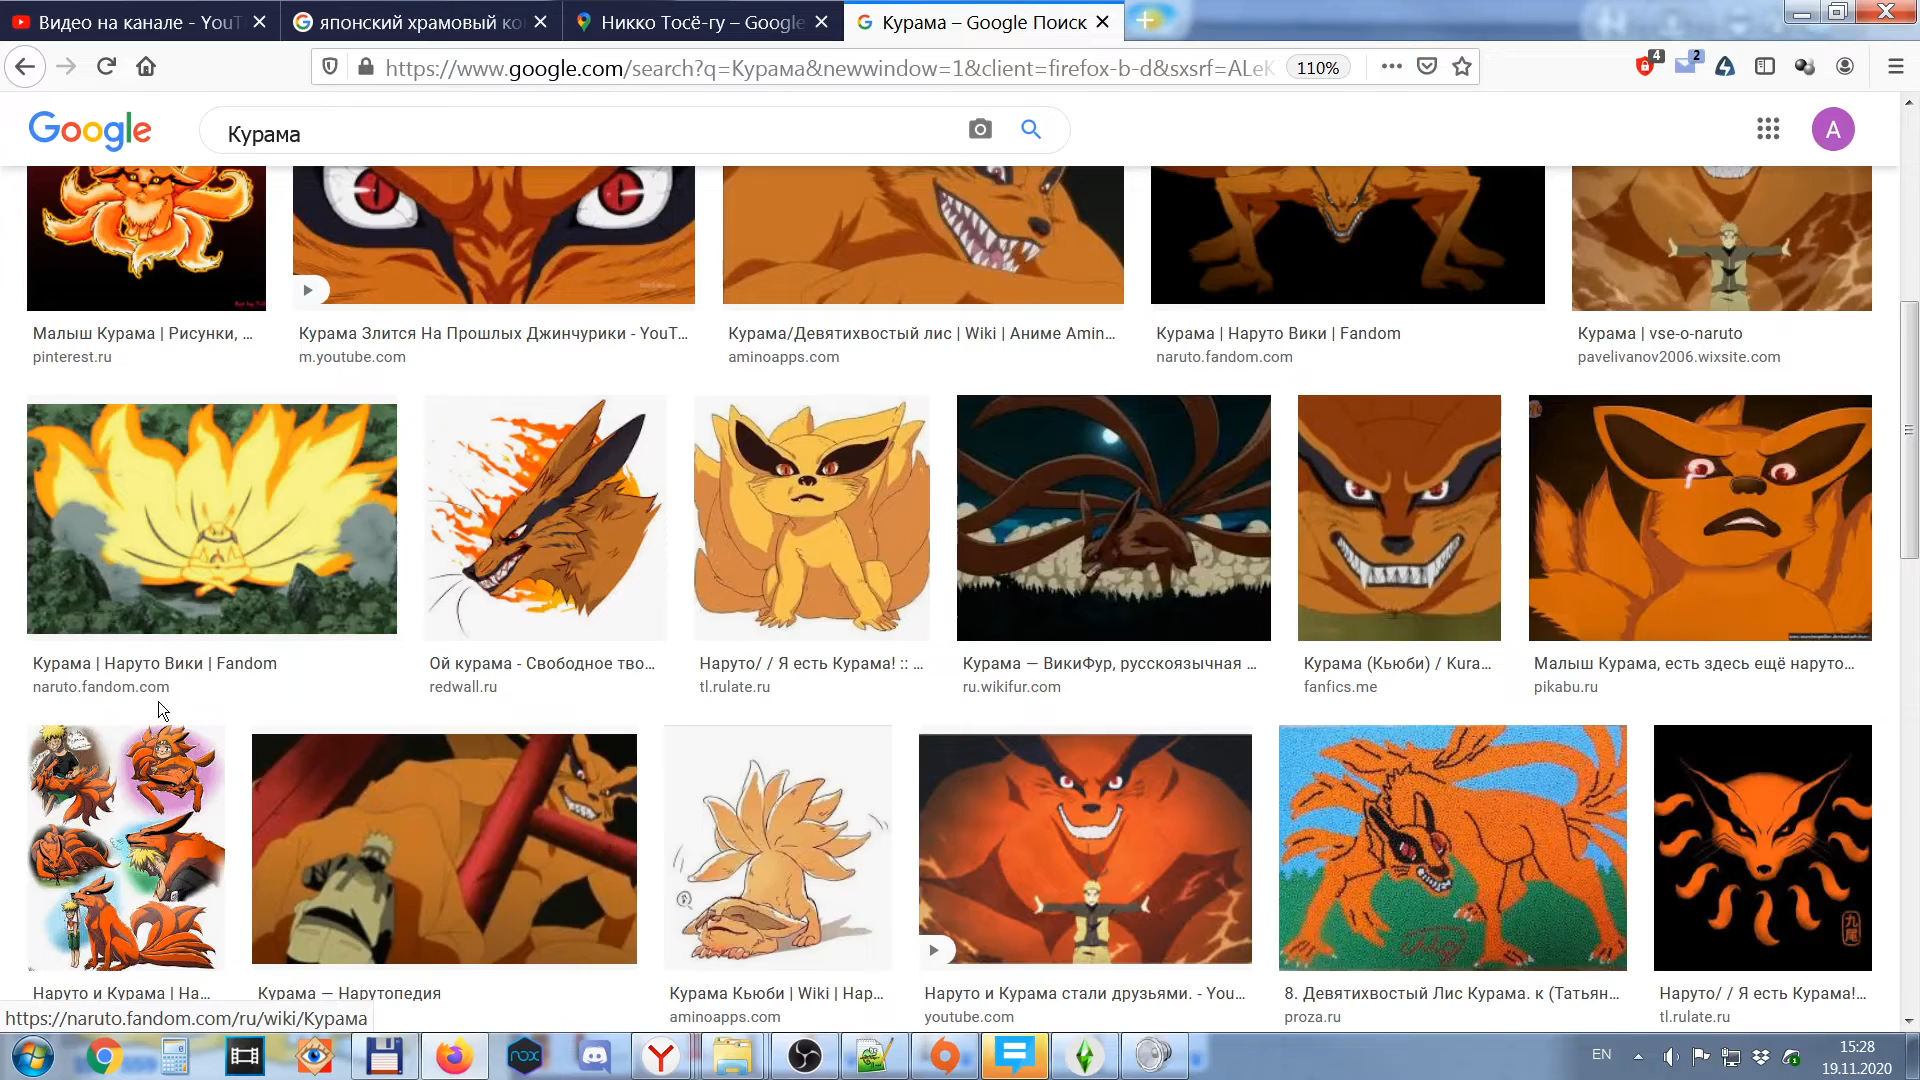 Видео на канале - YouT
японский храмовый ко
Никко Тосё-гу – Google
Курама – Google Поиск
https://www.google.com/search?q=Курама&newwindow=1&client=firefox-b-d&sxsrf=ALeK
110%
4
2
Google
Курама
A
Малыш Курама | Рисунки, ...
pinterest.ru
Курама Злится На Прошлых Джинчурики - YouT...
m.youtube.com
Курама/Девятихвостый лис | Wiki | Аниме Amin...
aminoapps.com
Курама | Наруто Вики | Fandom
naruto.fandom.com
Курама | vse-o-naruto
pavelivanov2006.wixsite.com
Курама | Наруто Вики | Fandom
naruto.fandom.com
Ой курама - Свободное тво...
redwall.ru
Наруто/ / Я есть Курама! :: ...
tl.rulate.ru
Курама — ВикиФур, русскоязычная ...
ru.wikifur.com
Курама (Кьюби) / Kura...
fanfics.me
Малыш Курама, есть здесь ещё наруто...
pikabu.ru
九尾
Наруто и Курама | На...
Курама — Нарутопедия
Курама Кьюби | Wiki | Нар...
aminoapps.com
Наруто и Курама стали друзьями. - You...
youtube.com
8. Девятихвостый Лис Курама. к (Татьян...
proza.ru
Наруто/ / Я есть Курама!...
tl.rulate.ru
https://naruto.fandom.com/ru/wiki/Курама
nox
EN
15:28
19.11.2020